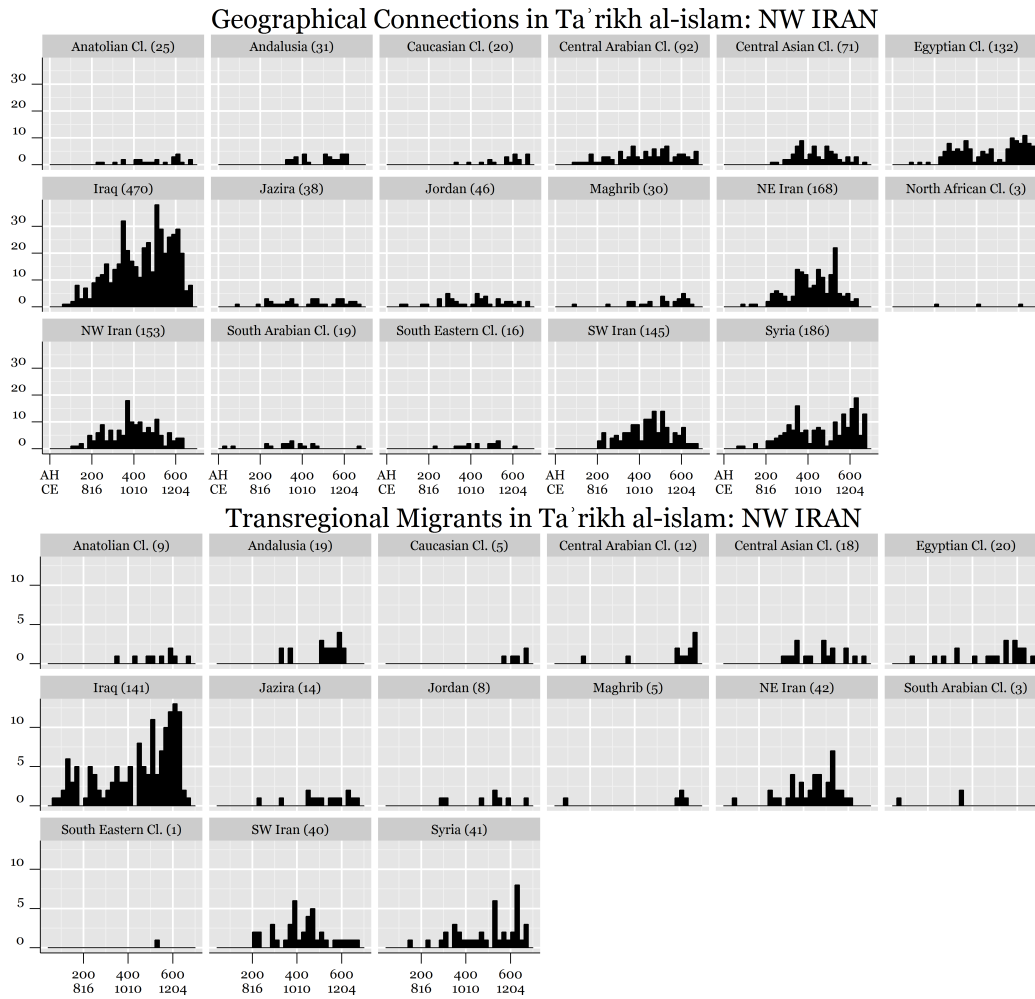 Geographical Connections in Taʾrikh al-islam: NW IRAN
Anatolian Cl. (25) Andalusia (31) Caucasian Cl. (20) Central Arabian Cl. (92) Central Asian Cl. (71) Egyptian Cl. (132)
30
20
10
0
Iraq (470) Jazira (38) Jordan (46) Maghrib (30) NE Iran (168) North African Cl. (3)
30
20
10
0
NW Iran (153) South Arabian Cl. (19) South Eastern Cl. (16) SW Iran (145) Syria (186)
30
20
10
0
AH 200 400 600 AH 200 400 600 AH 200 400 600 AH 200 400 600 AH 200 400 600
CE 816 1010 1204 CE 816 1010 1204 CE 816 1010 1204 CE 816 1010 1204 CE 816 1010 1204
Transregional Migrants in Taʾrikh al-islam: NW IRAN
Anatolian Cl. (9) Andalusia (19) Caucasian Cl. (5) Central Arabian Cl. (12) Central Asian Cl. (18) Egyptian Cl. (20)
10
5
0
Iraq (141) Jazira (14) Jordan (8) Maghrib (5) NE Iran (42) South Arabian Cl. (3)
10
5
0
South Eastern Cl. (1) SW Iran (40) Syria (41)
10
5
0
200 400 600 200 400 600 200 400 600
816 1010 1204 816 1010 1204 816 1010 1204